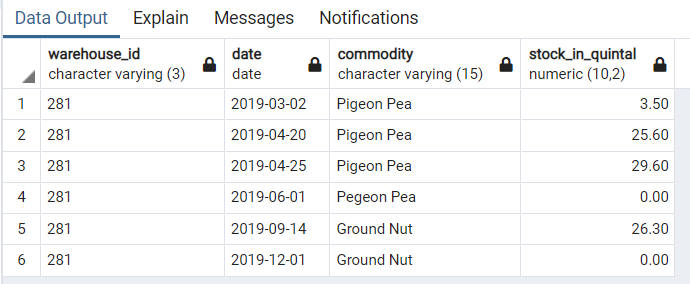 Data Output Explain Messages Notifications
warehouse_id date commodity stock_in_quintal
character varying (3) date character varying (15) numeric (10,2)
1 281 2019-03-02 Pigeon Pea 3.50
2 281 2019-04-20 Pigeon Pea 25.60
3 281 2019-04-25 Pigeon Pea 29.60
4 281 2019-06-01 Pegeon Pea 0.00
5 281 2019-09-14 Ground Nut 26.30
6 281 2019-12-01 Ground Nut 0.00